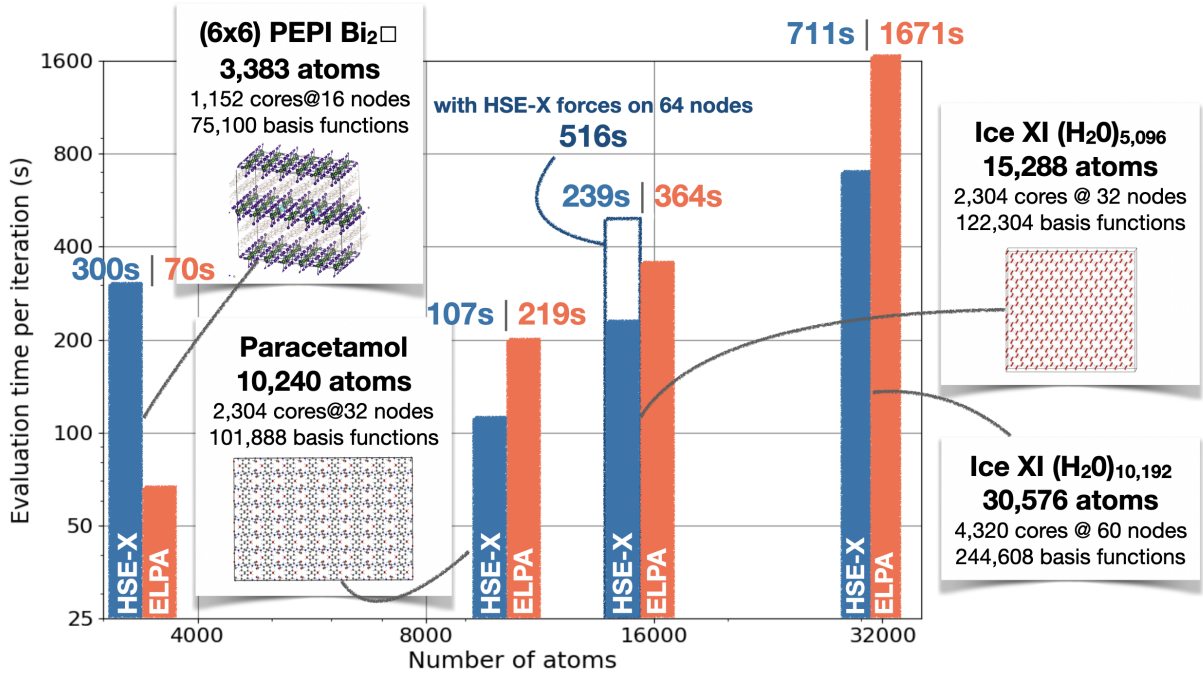 (6x6) PEPI Bi₂□
3,383 atoms
1,152 cores@16 nodes
75,100 basis functions
711s | 1671s
with HSE-X forces on 64 nodes
516s
239s | 364s
300s | 70s
107s | 219s
Paracetamol
10,240 atoms
2,304 cores@32 nodes
101,888 basis functions
Ice XI (H₂0)₅,₀₉₆
15,288 atoms
2,304 cores @ 32 nodes
122,304 basis functions
Ice XI (H₂0)₁₀,₁₉₂
30,576 atoms
4,320 cores @ 60 nodes
244,608 basis functions
Evaluation time per iteration (s)
1600
800
400
200
100
50
25
HSE-X
ELPA
HSE-X
ELPA
HSE-X
ELPA
HSE-X
ELPA
4000
8000
16000
32000
Number of atoms